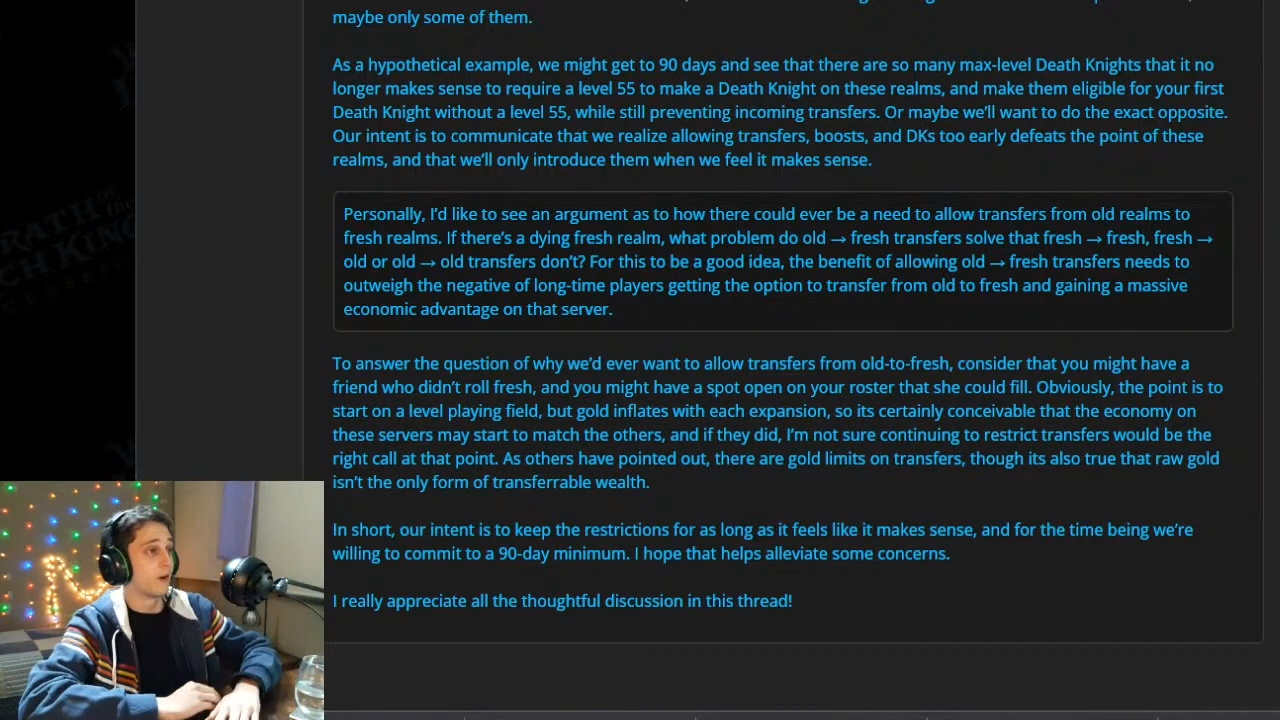 maybe only some of them.
As a hypothetical example, we might get to 90 days and see that there are so many max-level Death Knights that it no
longer makes sense to require a level 55 to make a Death Knight on these realms, and make them eligible for your first
Death Knight without a level 55, while still preventing incoming transfers. Or maybe we'll want to do the exact opposite.
Our intent is to communicate that we realize allowing transfers, boosts, and DKs too early defeats the point of these
realms, and that we'll only introduce them when we feel it makes sense.
Personally, I'd like to see an argument as to how there could ever be a need to allow transfers from old realms to
fresh realms. If there's a dying fresh realm, what problem do old → fresh transfers solve that fresh → fresh, fresh →
old or old → old transfers don't? For this to be a good idea, the benefit of allowing old → fresh transfers needs to
outweigh the negative of long-time players getting the option to transfer from old to fresh and gaining a massive
economic advantage on that server.
To answer the question of why we'd ever want to allow transfers from old-to-fresh, consider that you might have a
friend who didn't roll fresh, and you might have a spot open on your roster that she could fill. Obviously, the point is to
start on a level playing field, but gold inflates with each expansion, so its certainly conceivable that the economy on
these servers may start to match the others, and if they did, I'm not sure continuing to restrict transfers would be the
right call at that point. As others have pointed out, there are gold limits on transfers, though its also true that raw gold
isn't the only form of transferrable wealth.
In short, our intent is to keep the restrictions for as long as it feels like it makes sense, and for the time being we're
willing to commit to a 90-day minimum. I hope that helps alleviate some concerns.
I really appreciate all the thoughtful discussion in this thread!